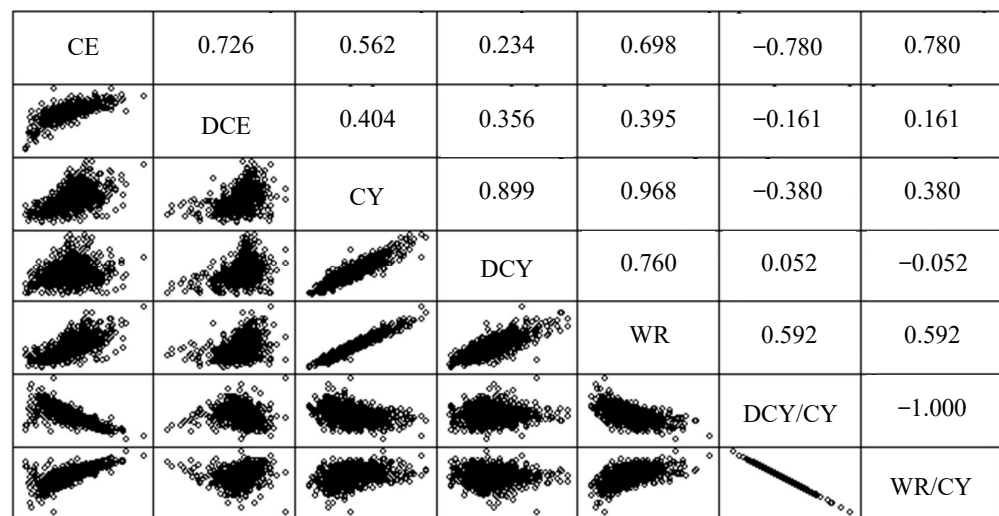 CE 0.726 0.562 0.234 0.698 −0.780 0.780
DCE 0.404 0.356 0.395 −0.161 0.161
CY 0.899 0.968 −0.380 0.380
DCY 0.760 0.052 −0.052
WR 0.592 0.592
DCY/CY −1.000
WR/CY